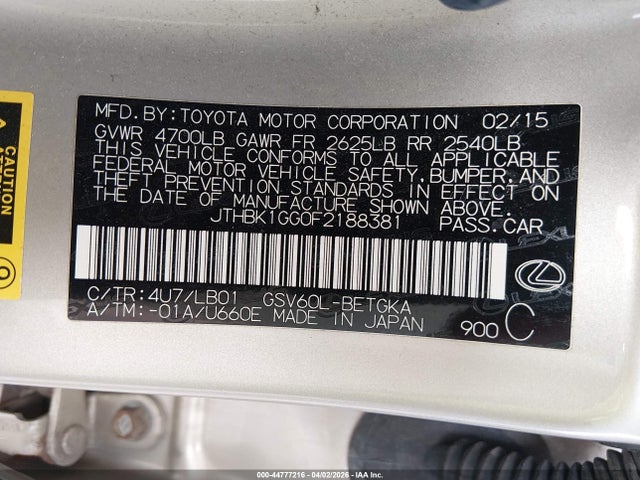 MFD.BY:TOYOTA MOTOR CORPORATION 02/15
GVWR 4700LB GAWR FR 2625LB RR 2540LB
THIS VEHICLE CONFORMS TO ALL APPLICABLE
FEDERAL MOTOR VEHICLE SAFETY,BUMPER,AND
THEFT PREVENTION STANDARDS IN EFFECT ON
THE DATE OF MANUFACTURE SHOWN ABOVE.
JTHBK1GG0F2188381 PASS.CAR
C/TR:4U7/LB01 GSV60L-BETGKA
A/TM:-01A/U660E MADE IN JAPAN 900 C
CAUTION
000-44777216 - 04/02/2026 - IAA Inc.